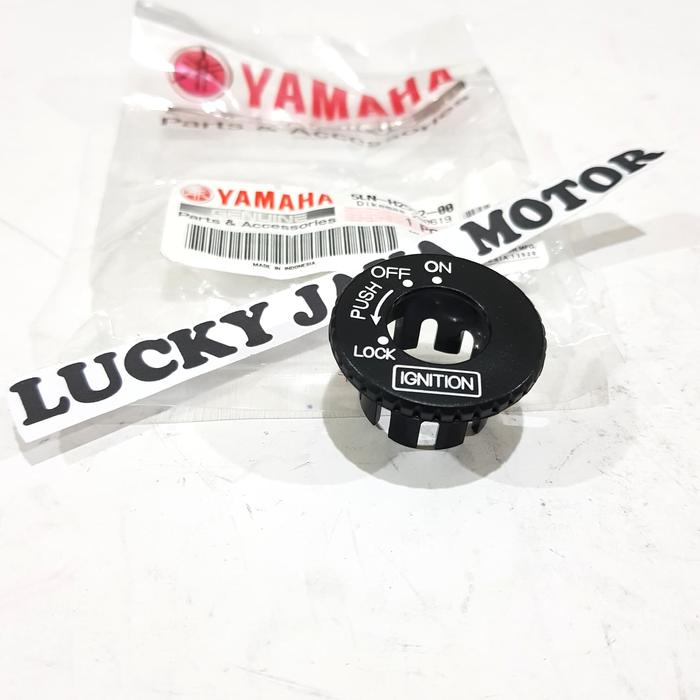 YAMAHA
Parts & Accessories
YAMAHA
GENUINE
Parts & Accessories
MADE IN INDONESIA
LUCKY MOTOR
OFF ON
PUSH
LOCK
IGNITION